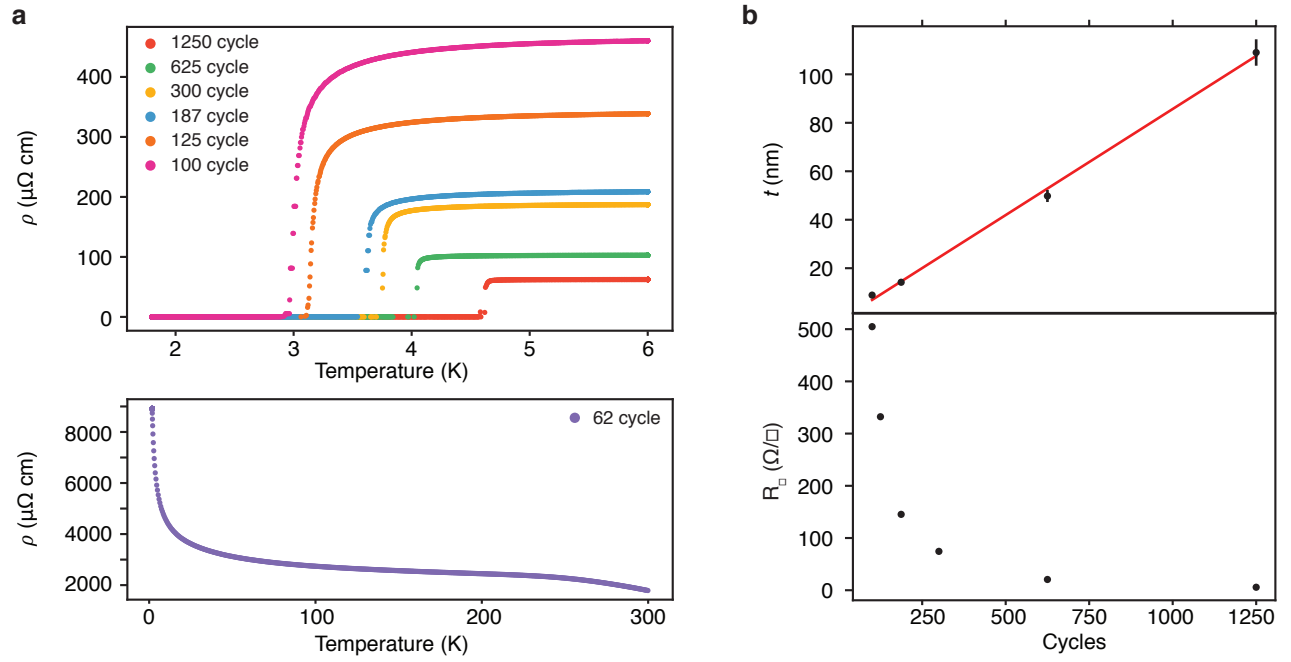 a
1250 cycle
625 cycle
300 cycle
187 cycle
125 cycle
100 cycle
400
300
200
100
0
ρ (μΩ cm)
2 3 4 5 6
Temperature (K)
62 cycle
8000
6000
4000
2000
ρ (μΩ cm)
0 100 200 300
Temperature (K)
b
100
80
60
40
20
t (nm)
500
400
300
200
100
0
R□ (Ω/□)
250 500 750 1000 1250
Cycles